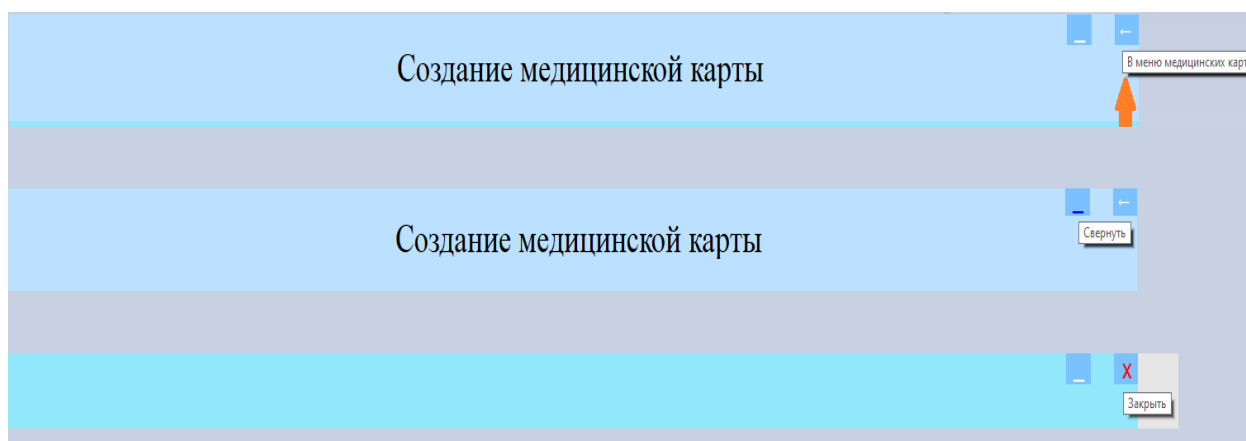 _ ←
Создание медицинской карты
В меню медицинских карт
_ ←
Создание медицинской карты
Свернуть
_ X
Закрыть